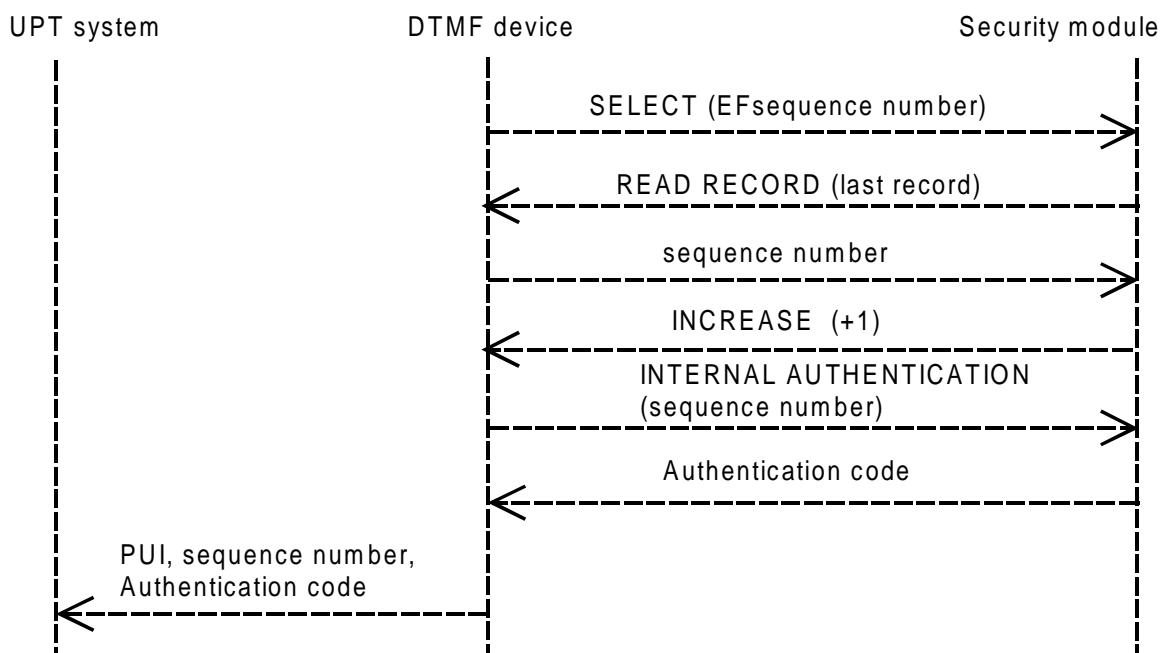 UPT system
DTMF device
Security module
SELECT (EFsequence number)
READ RECORD (last record)
sequence number
INCREASE (+1)
INTERNAL AUTHENTICATION
(sequence number)
Authentication code
PUI, sequence number,
Authentication code